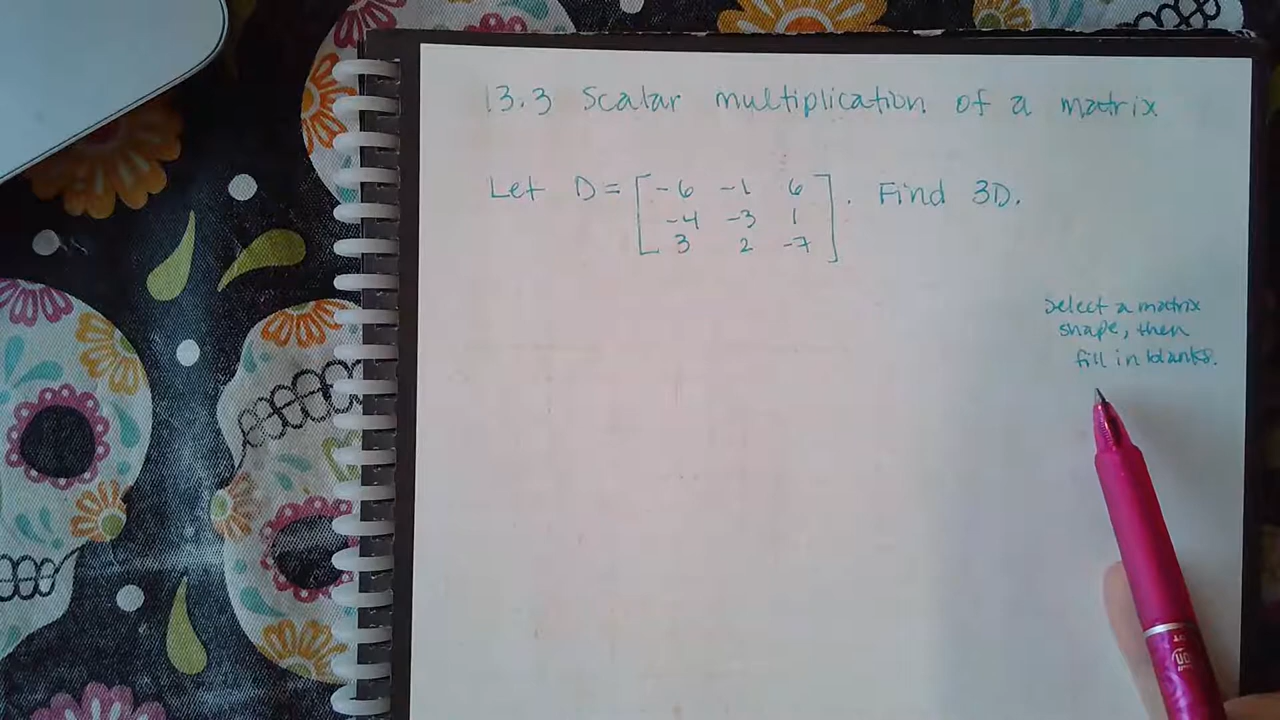 13.3 Scalar multiplication of a matrix
Let D = [ -6 -1 6 ] . Find 3D.
-4 -3 1
3 2 -7
Select a matrix
shape, then
fill in blanks.